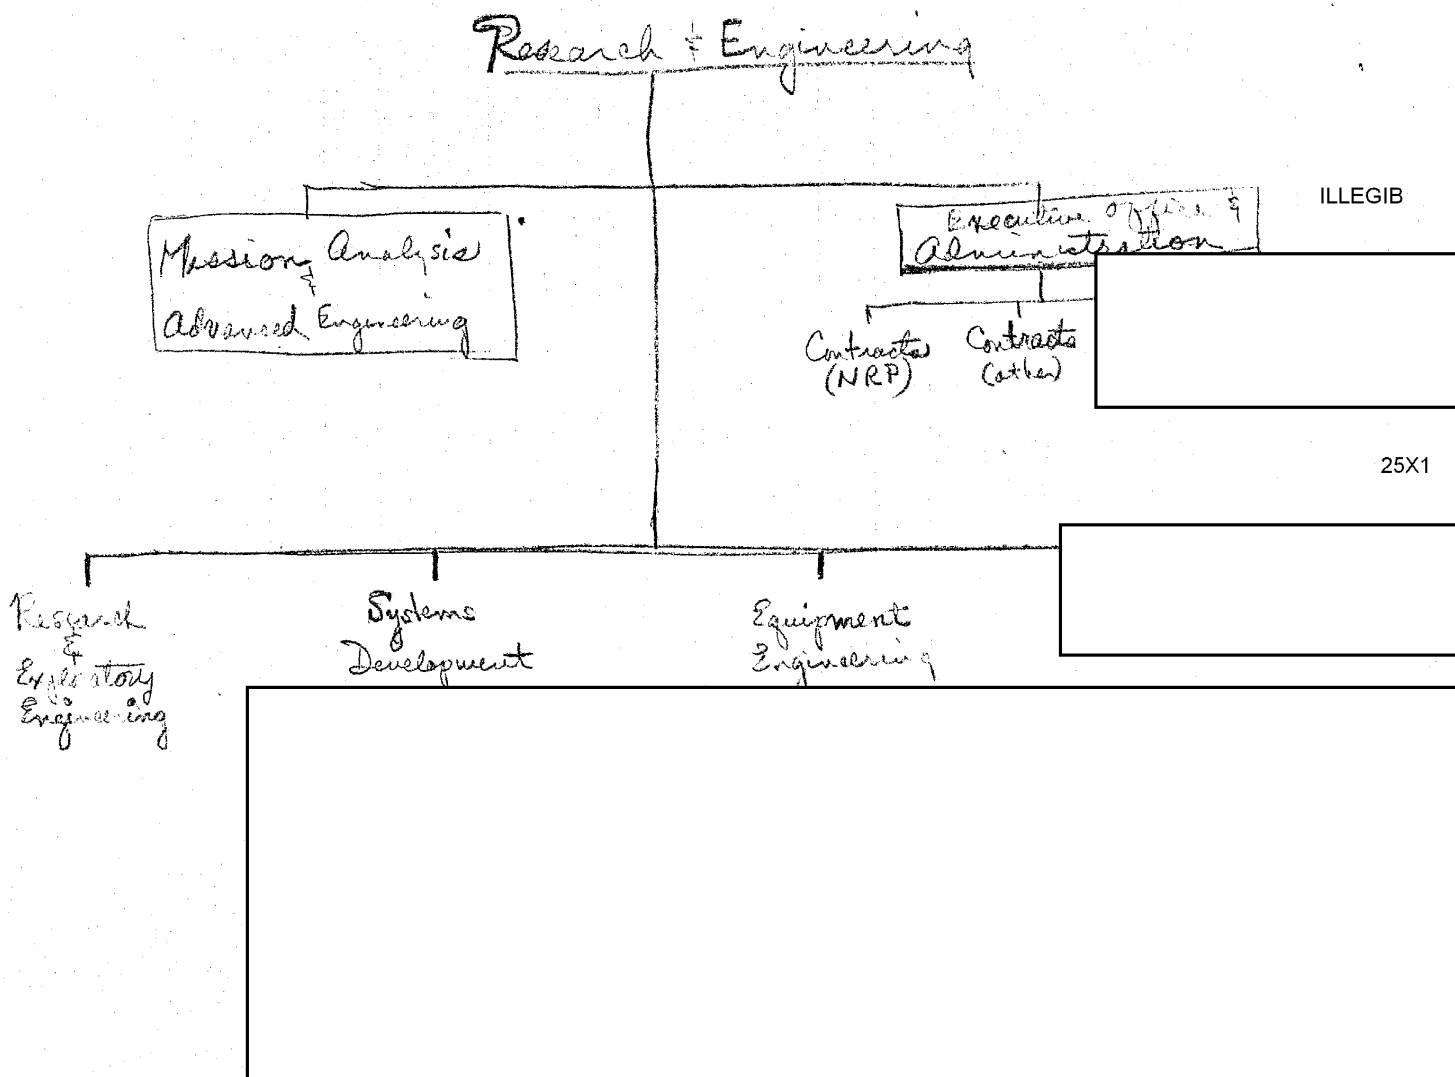 Research & Engineering
Executive Office &
Administration
ILLEGIB
Mission Analysis
&
Advanced Engineering
Contracts
(NRP)
Contracts
(other)
25X1
Research
&
Exploratory
Engineering
Systems
Development
Equipment
Engineering